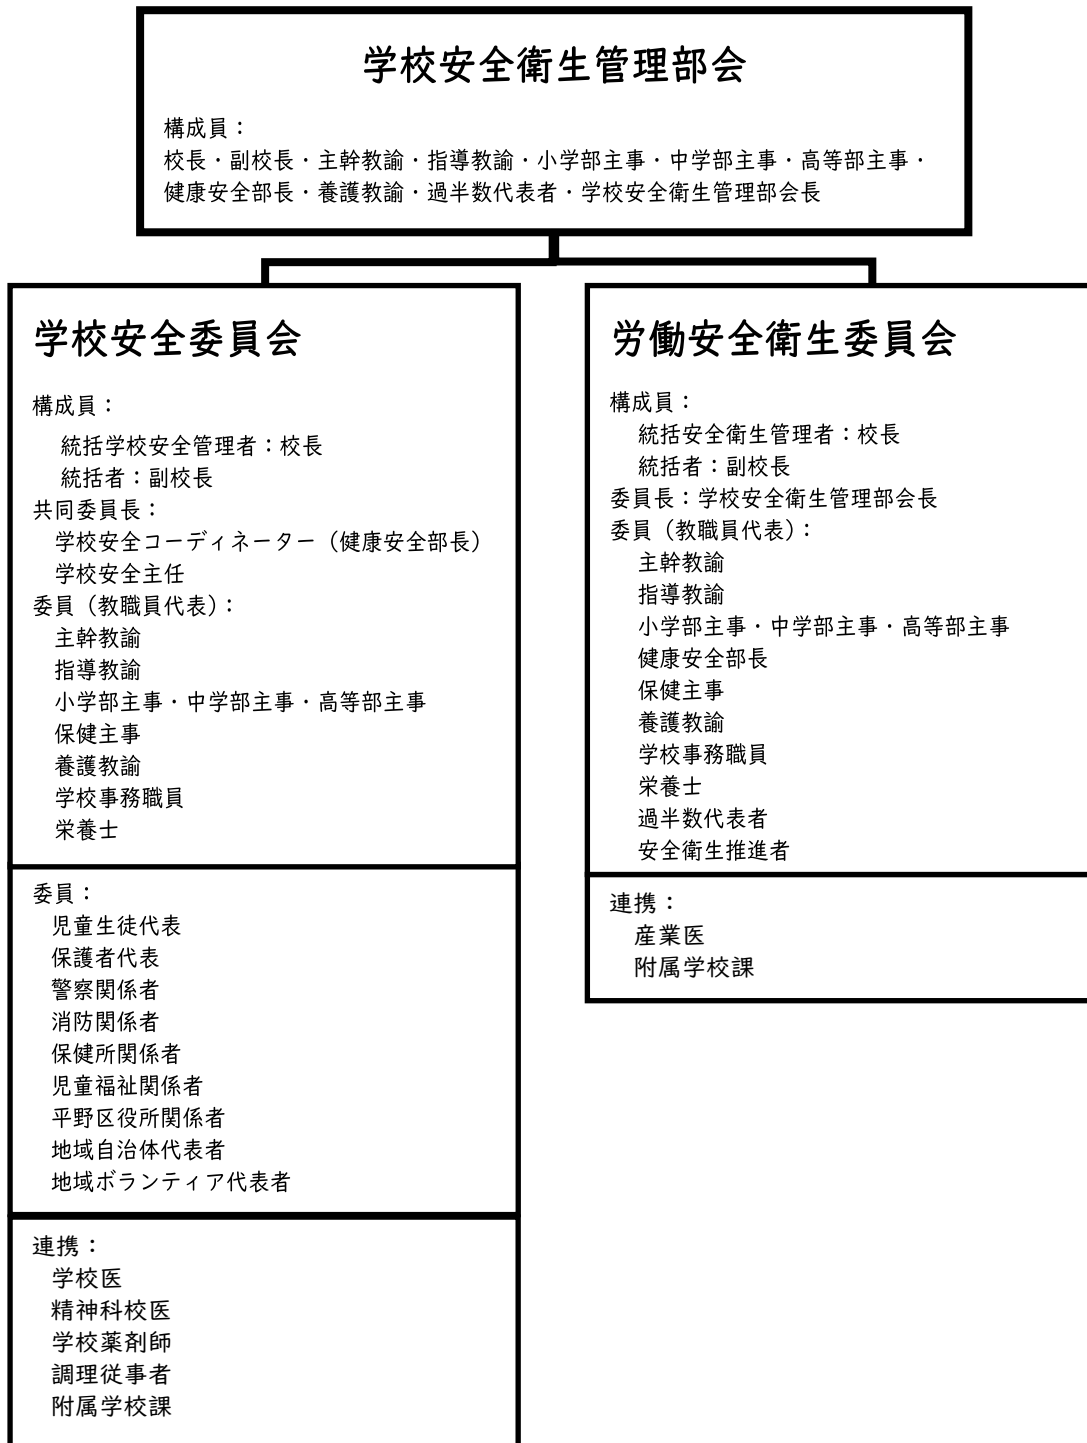 学校安全衛生管理部会
構成員：
校長・副校長・主幹教諭・指導教諭・小学部主事・中学部主事・高等部主事・
健康安全部長・養護教諭・過半数代表者・学校安全衛生管理部会長
学校安全委員会
構成員：
統括学校安全管理者：校長
統括者：副校長
共同委員長：
学校安全コーディネーター（健康安全部長）
学校安全主任
委員（教職員代表）：
主幹教諭
指導教諭
小学部主事・中学部主事・高等部主事
保健主事
養護教諭
学校事務職員
栄養士
委員：
児童生徒代表
保護者代表
警察関係者
消防関係者
保健所関係者
児童福祉関係者
平野区役所関係者
地域自治体代表者
地域ボランティア代表者
連携：
学校医
精神科校医
学校薬剤師
調理従事者
附属学校課
労働安全衛生委員会
構成員：
統括安全衛生管理者：校長
統括者：副校長
委員長：学校安全衛生管理部会長
委員（教職員代表）：
主幹教諭
指導教諭
小学部主事・中学部主事・高等部主事
健康安全部長
保健主事
養護教諭
学校事務職員
栄養士
過半数代表者
安全衛生推進者
連携：
産業医
附属学校課